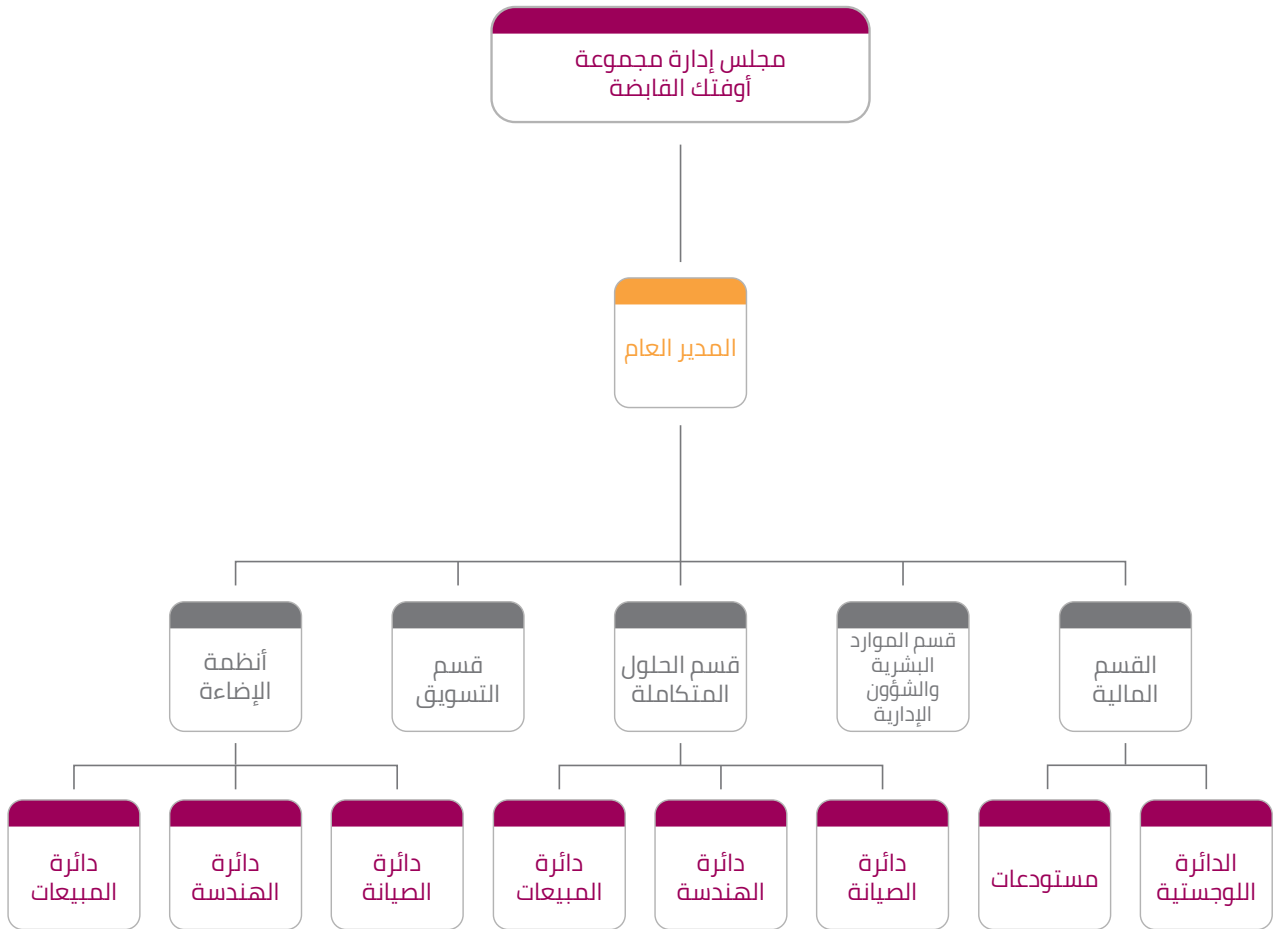 مجلس إدارة مجموعة
أوفتك القابضة
المدير العام
القسم
المالية
قسم الموارد
البشرية
والشؤون
الإدارية
قسم الحلول
المتكاملة
قسم
التسويق
أنظمة
الإضاءة
الدائرة
اللوجستية
مستودعات
دائرة
الصيانة
دائرة
الهندسة
دائرة
المبيعات
دائرة
الصيانة
دائرة
الهندسة
دائرة
المبيعات